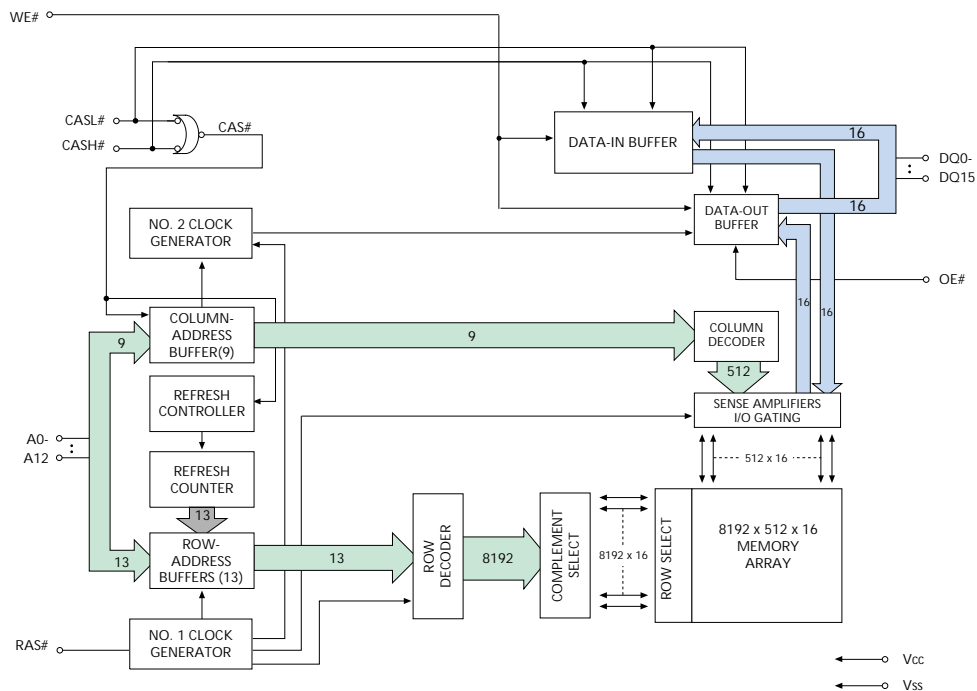 WE#
CASL#
CASH#
CAS#
DATA-IN BUFFER
16
DQ0-
DQ15
16
DATA-OUT
BUFFER
NO. 2 CLOCK
GENERATOR
OE#
16
16
COLUMN-
ADDRESS
BUFFER(9)
9
9
COLUMN
DECODER
512
REFRESH
CONTROLLER
SENSE AMPLIFIERS
I/O GATING
A0-
A12
512 x 16
REFRESH
COUNTER
13
ROW-
ADDRESS
BUFFERS (13)
13
13
ROW
DECODER
8192
COMPLEMENT
SELECT
8192 x 16
ROW SELECT
8192 x 512 x 16
MEMORY
ARRAY
RAS#
NO. 1 CLOCK
GENERATOR
Vcc
Vss